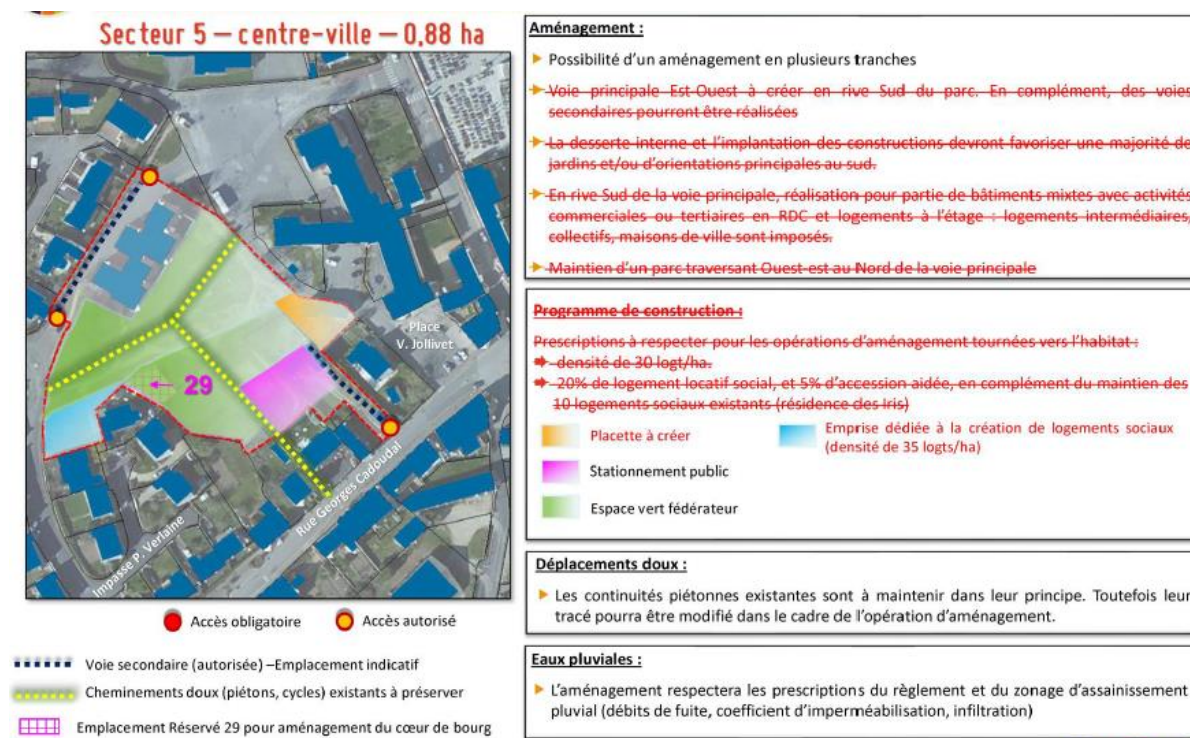 Secteur 5 – centre-ville – 0,88 ha
29
Place
V. Jollivet
Impasse P. Verlaine
Rue Georges Cadoudal
Accès obligatoire
Accès autorisé
Voie secondaire (autorisée) –Emplacement indicatif
Cheminements doux (piétons, cycles) existants à préserver
Emplacement Réservé 29 pour aménagement du cœur de bourg
Aménagement :
Possibilité d'un aménagement en plusieurs tranches
Voie principale Est-Ouest à créer en rive Sud du parc. En complément, des voies
secondaires pourront être réalisées
La desserte interne et l'implantation des constructions devront favoriser une majorité de
jardins et/ou d'orientations principales au sud.
En rive Sud de la voie principale, réalisation pour partie de bâtiments mixtes avec activités
commerciales ou tertiaires en RDC et logements à l'étage : logements intermédiaires,
collectifs, maisons de ville sont imposés.
Maintien d'un parc traversant Ouest-est au Nord de la voie principale
Programme de construction :
Prescriptions à respecter pour les opérations d'aménagement tournées vers l'habitat :
densité de 30 logt/ha.
20% de logement locatif social, et 5% d'accession aidée, en complément du maintien des
10 logements sociaux existants (résidence des Iris)
Placette à créer
Emprise dédiée à la création de logements sociaux
(densité de 35 logts/ha)
Stationnement public
Espace vert fédérateur
Déplacements doux :
Les continuités piétonnes existantes sont à maintenir dans leur principe. Toutefois leur
tracé pourra être modifié dans le cadre de l'opération d'aménagement.
Eaux pluviales :
L'aménagement respectera les prescriptions du règlement et du zonage d'assainissement
pluvial (débits de fuite, coefficient d'imperméabilisation, infiltration)